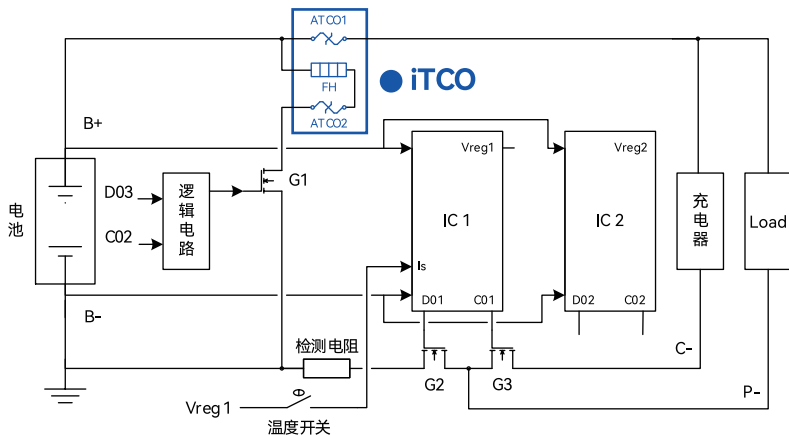 ATCO1
FH
ATCO2
iTCO
B+
电池
D03
C02
逻辑电路
G1
Vreg1
IC 1
Is
D01
C01
Vreg2
IC 2
D02
C02
充电器
Load
B-
检测电阻
G2
G3
C-
P-
Vreg1
温度开关